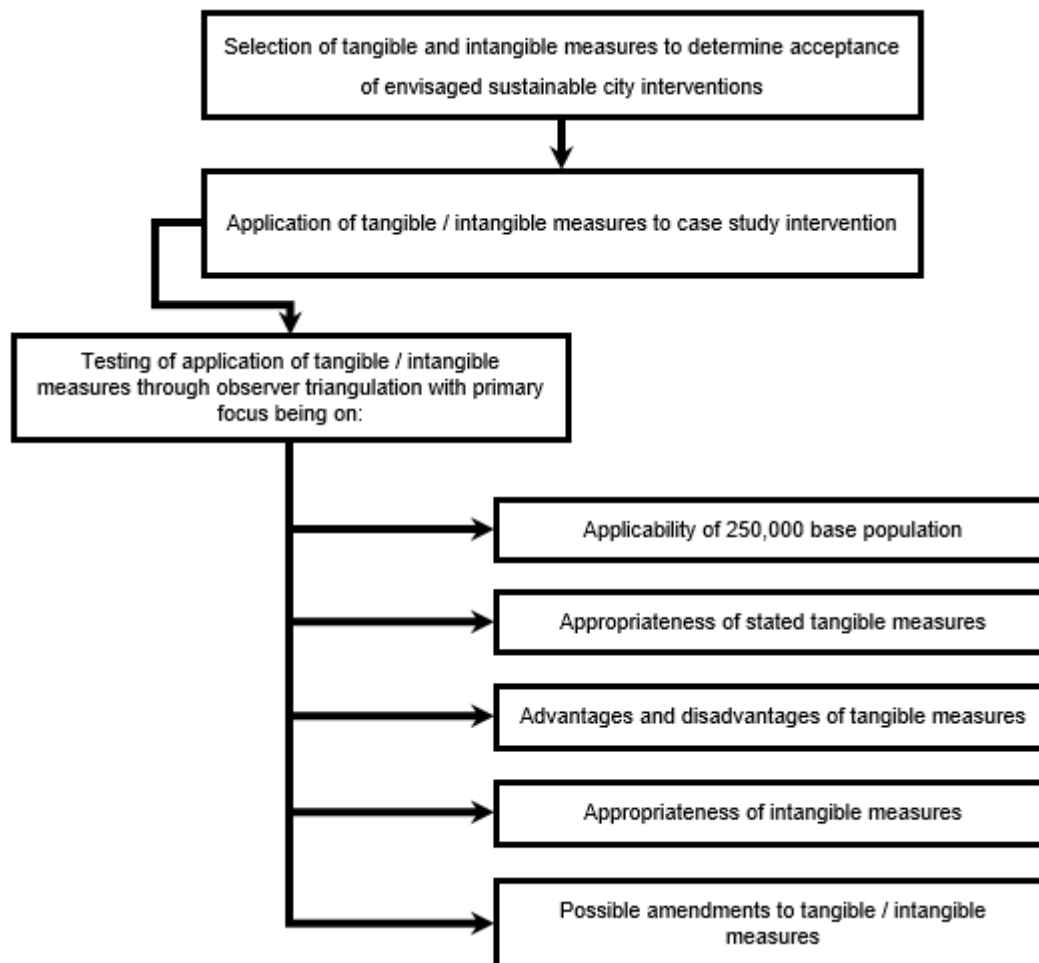 Selection of tangible and intangible measures to determine acceptance
of envisaged sustainable city interventions
Application of tangible / intangible measures to case study intervention
Testing of application of tangible / intangible
measures through observer triangulation with primary
focus being on:
Applicability of 250,000 base population
Appropriateness of stated tangible measures
Advantages and disadvantages of tangible measures
Appropriateness of intangible measures
Possible amendments to tangible / intangible
measures